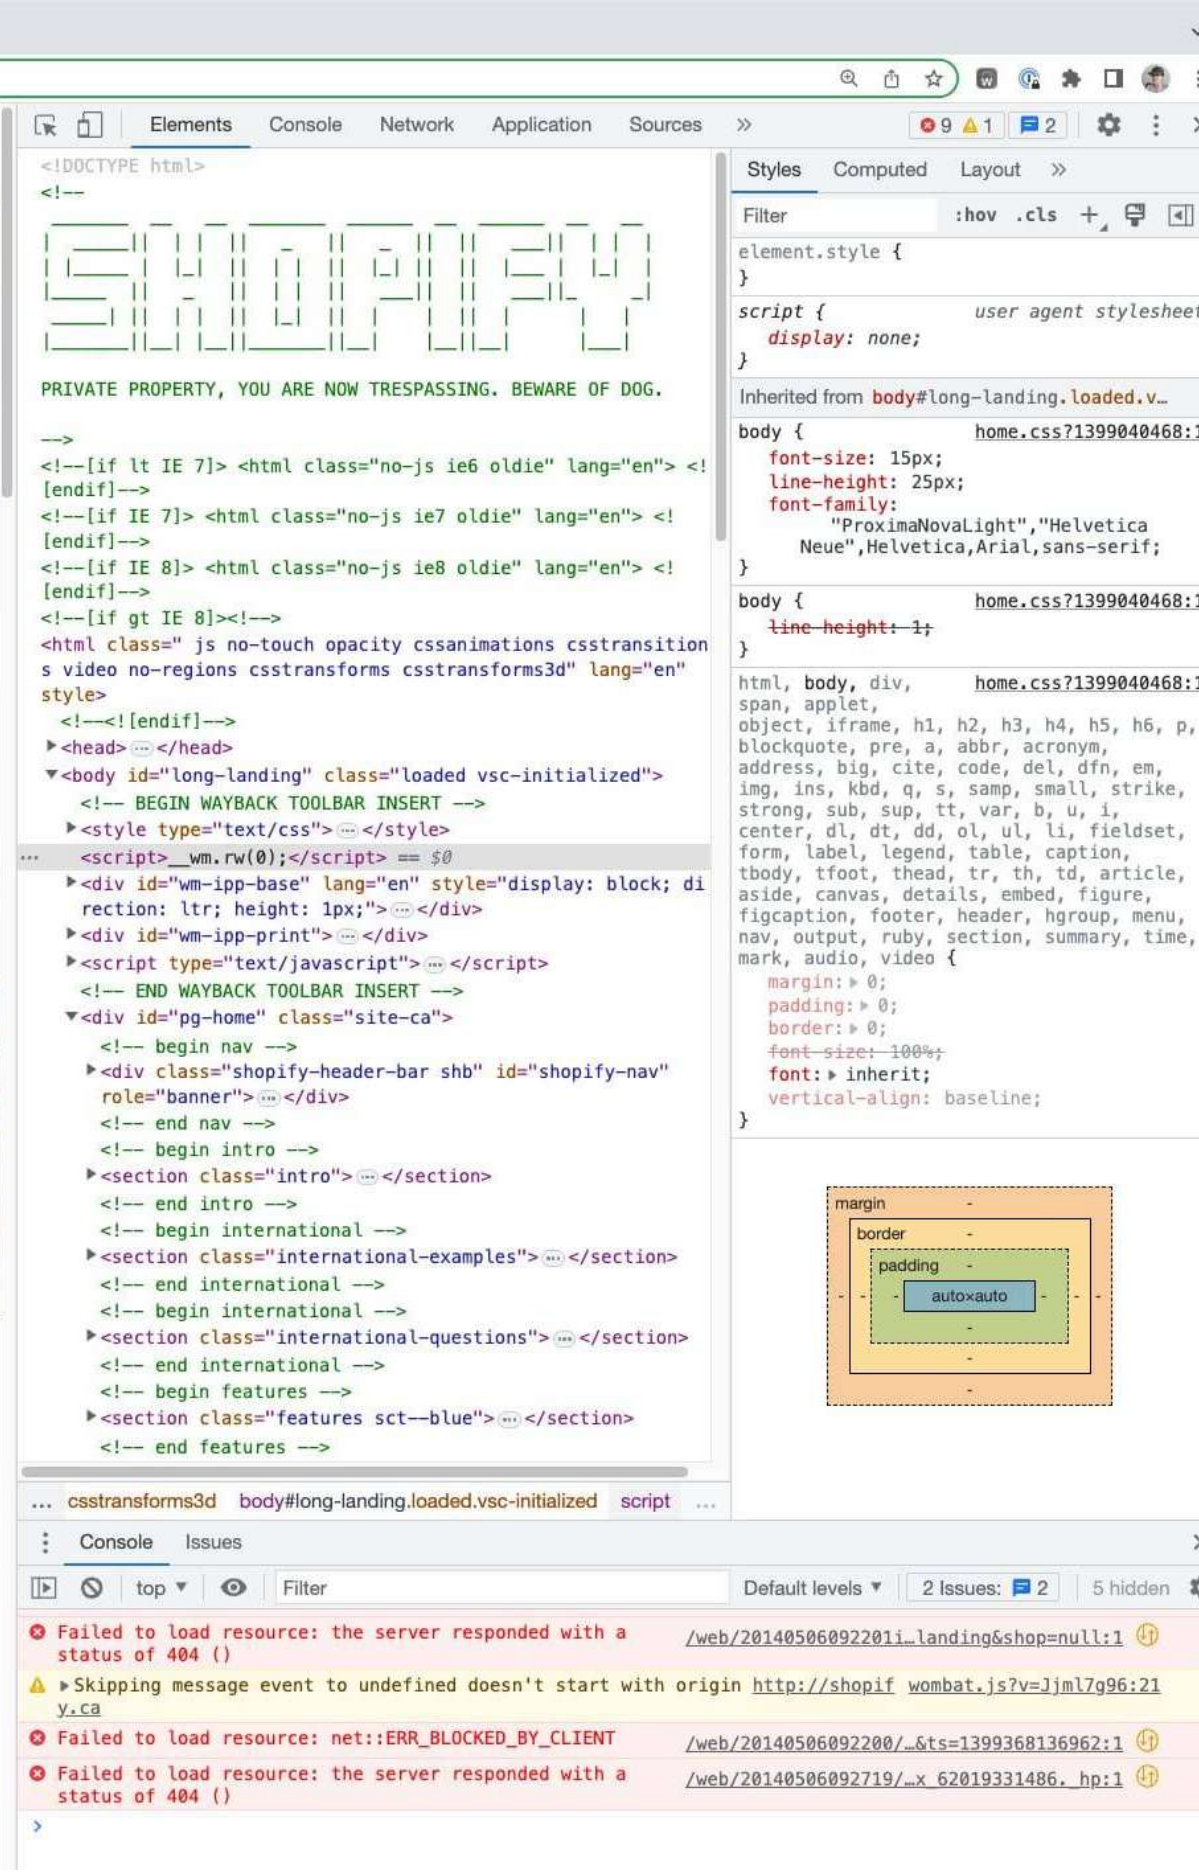 Elements Console Network Application Sources » 9 1 2
<!DOCTYPE html>
<!--
SHOPIFY
PRIVATE PROPERTY, YOU ARE NOW TRESPASSING. BEWARE OF DOG.
-->
<!--[if lt IE 7]> <html class="no-js ie6 oldie" lang="en"> <!
[endif]-->
<!--[if IE 7]> <html class="no-js ie7 oldie" lang="en"> <!
[endif]-->
<!--[if IE 8]> <html class="no-js ie8 oldie" lang="en"> <!
[endif]-->
<!--[if gt IE 8]><!-->
<html class=" js no-touch opacity cssanimations csstransition
s video no-regions csstransforms csstransforms3d" lang="en"
style>
<!--<![endif]-->
<head> … </head>
<body id="long-landing" class="loaded vsc-initialized">
<!-- BEGIN WAYBACK TOOLBAR INSERT -->
<style type="text/css"> … </style>
… <script>__wm.rw(0);</script> == $0
<div id="wm-ipp-base" lang="en" style="display: block; di
rection: ltr; height: 1px;"> … </div>
<div id="wm-ipp-print"> … </div>
<script type="text/javascript"> … </script>
<!-- END WAYBACK TOOLBAR INSERT -->
<div id="pg-home" class="site-ca">
<!-- begin nav -->
<div class="shopify-header-bar shb" id="shopify-nav"
role="banner"> … </div>
<!-- end nav -->
<!-- begin intro -->
<section class="intro"> … </section>
<!-- end intro -->
<!-- begin international -->
<section class="international-examples"> … </section>
<!-- end international -->
<!-- begin international -->
<section class="international-questions"> … </section>
<!-- end international -->
<!-- begin features -->
<section class="features sct--blue"> … </section>
<!-- end features -->
… csstransforms3d body#long-landing.loaded.vsc-initialized script …
Styles Computed Layout »
Filter :hov .cls +
element.style {
}
script { user agent stylesheet
display: none;
}
Inherited from body#long-landing.loaded.v…
body { home.css?1399040468:1
font-size: 15px;
line-height: 25px;
font-family:
"ProximaNovaLight","Helvetica
Neue",Helvetica,Arial,sans-serif;
}
body { home.css?1399040468:1
line-height: 1;
}
html, body, div, home.css?1399040468:1
span, applet,
object, iframe, h1, h2, h3, h4, h5, h6, p,
blockquote, pre, a, abbr, acronym,
address, big, cite, code, del, dfn, em,
img, ins, kbd, q, s, samp, small, strike,
strong, sub, sup, tt, var, b, u, i,
center, dl, dt, dd, ol, ul, li, fieldset,
form, label, legend, table, caption,
tbody, tfoot, thead, tr, th, td, article,
aside, canvas, details, embed, figure,
figcaption, footer, header, hgroup, menu,
nav, output, ruby, section, summary, time,
mark, audio, video {
margin: 0;
padding: 0;
border: 0;
font-size: 100%;
font: inherit;
vertical-align: baseline;
}
margin -
border -
padding -
- - - auto×auto - - -
-
-
-
Console Issues
top Filter Default levels 2 Issues: 2 5 hidden
Failed to load resource: the server responded with a /web/20140506092201i…landing&shop=null:1
status of 404 ()
Skipping message event to undefined doesn't start with origin http://shopif wombat.js?v=Jjml7g96:21
y.ca
Failed to load resource: net::ERR_BLOCKED_BY_CLIENT /web/20140506092200/…&ts=1399368136962:1
Failed to load resource: the server responded with a /web/20140506092719/…x_62019331486._hp:1
status of 404 ()
>